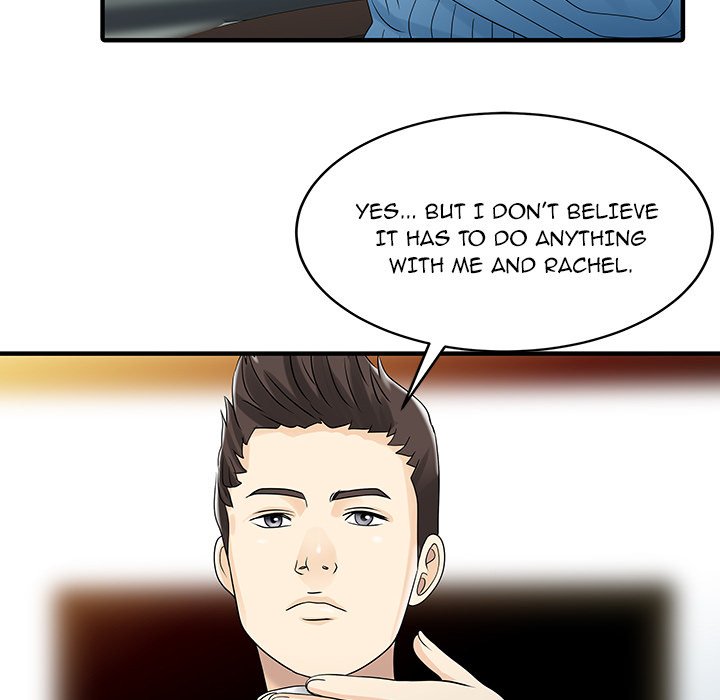 YES... BUT I DON'T BELIEVE
IT HAS TO DO ANYTHING
WITH ME AND RACHEL.